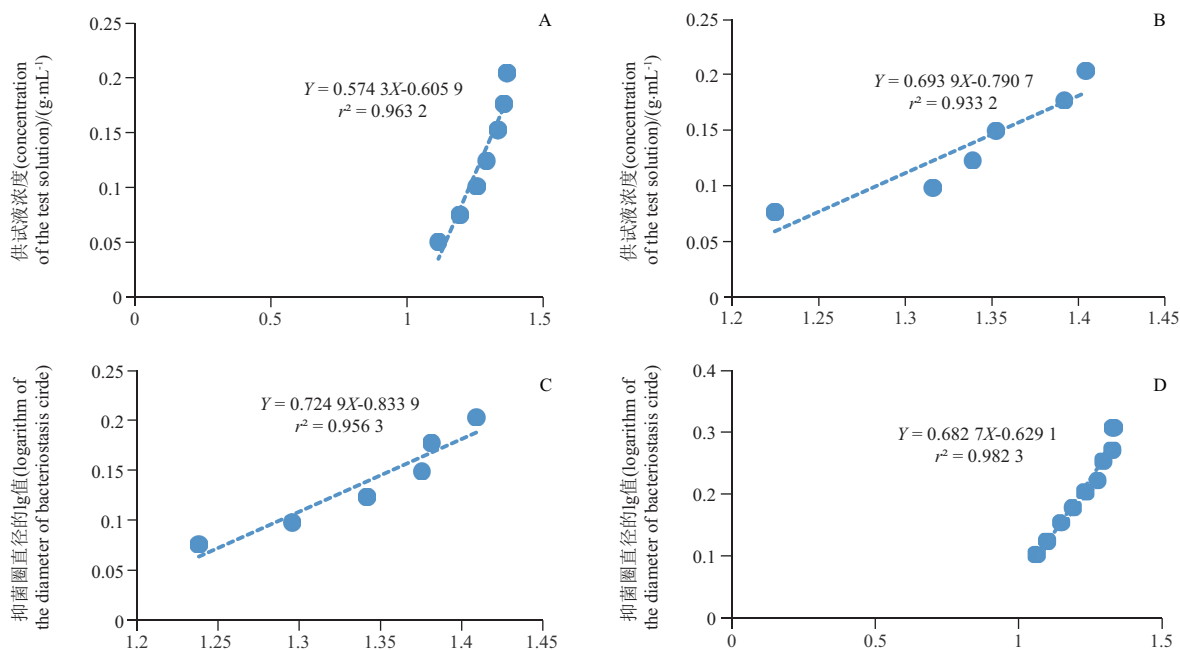 A
供试液浓度(concentration
of the test solution)/(g·mL⁻¹)
Y = 0.574 3X-0.605 9
r² = 0.963 2
0.25
0.2
0.15
0.1
0.05
0
0
0.5
1
1.5
B
供试液浓度(concentration
of the test solution)/(g·mL⁻¹)
Y = 0.693 9X-0.790 7
r² = 0.933 2
0.25
0.2
0.15
0.1
0.05
0
1.2
1.25
1.3
1.35
1.4
1.45
C
抑菌圈直径的lg值(logarithm of
the diameter of bacteriostasis cirde)
Y = 0.724 9X-0.833 9
r² = 0.956 3
0.25
0.2
0.15
0.1
0.05
0
1.2
1.25
1.3
1.35
1.4
1.45
D
抑菌圈直径的lg值(logarithm of
the diameter of bacteriostasis cirde)
Y = 0.682 7X-0.629 1
r² = 0.982 3
0.4
0.3
0.2
0.1
0
0
0.5
1
1.5